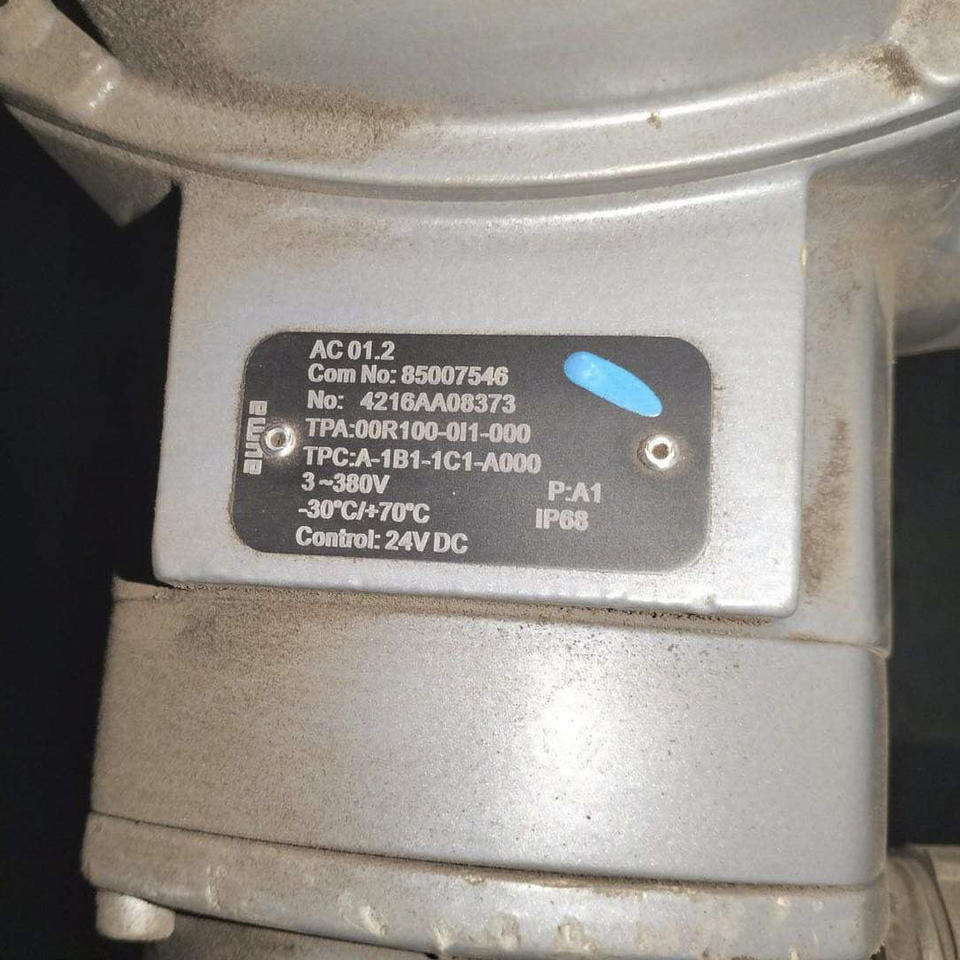 AC 01.2
Com No: 85007546
No: 4216AA08373
TPA:00R100-0I1-000
TPC:A-1B1-1C1-A000
3~380V P:A1
-30°C/+70°C IP68
Control: 24V DC
auma